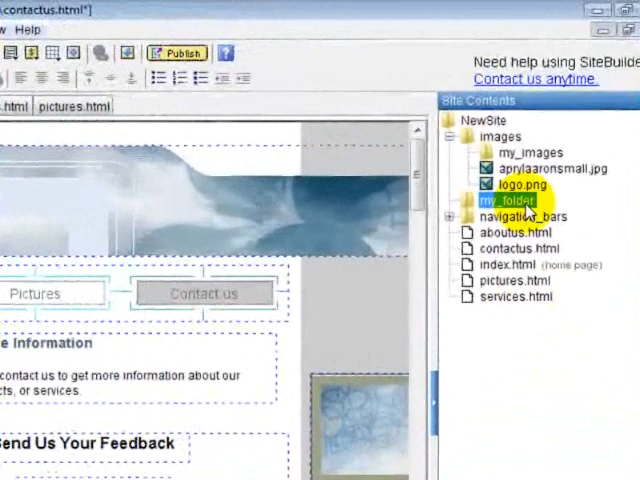 \contactus.html*]
w Help
Publish
?
Need help using SiteBuilde
Contact us anytime.
s.html
pictures.html
Site Contents
NewSite
images
my_images
aprylaaronsmall.jpg
logo.png
my_folder
navigation_bars
aboutus.html
contactus.html
index.html (home page)
pictures.html
services.html
Pictures
Contact us
e Information
contact us to get more information about our
cts, or services.
Send Us Your Feedback